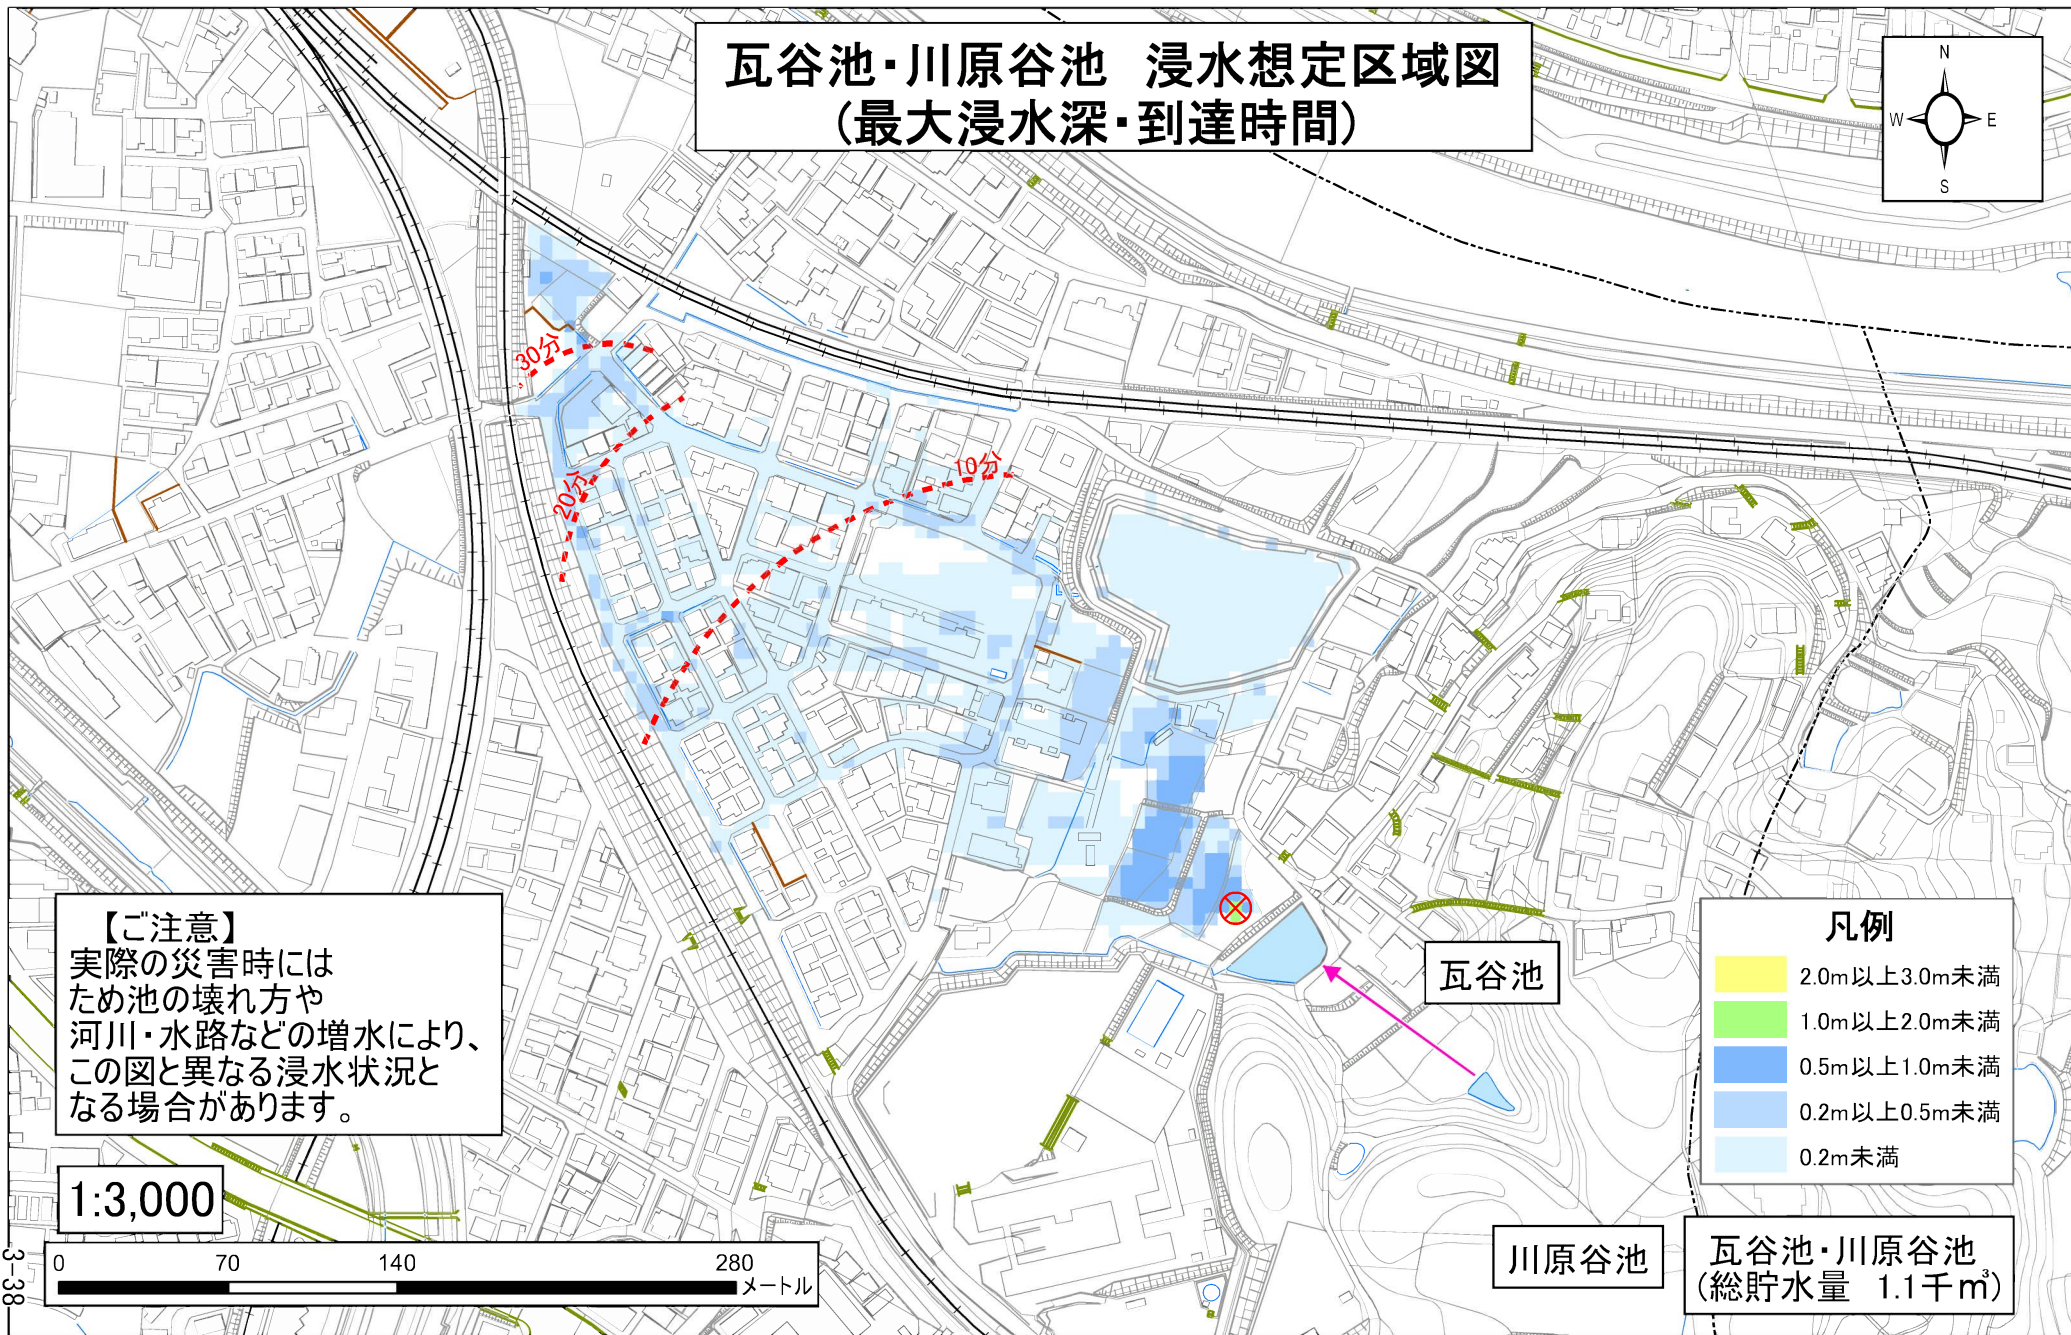 瓦谷池・川原谷池　浸水想定区域図
(最大浸水深・到達時間)
N
W
E
S
30分
20分
10分
【ご注意】
実際の災害時には
ため池の壊れ方や
河川・水路などの増水により、
この図と異なる浸水状況と
なる場合があります。
瓦谷池
凡例
2.0m以上3.0m未満
1.0m以上2.0m未満
0.5m以上1.0m未満
0.2m以上0.5m未満
0.2m未満
1:3,000
0 70 140 280
メートル
川原谷池
瓦谷池・川原谷池
(総貯水量　1.1千㎥)
3-38